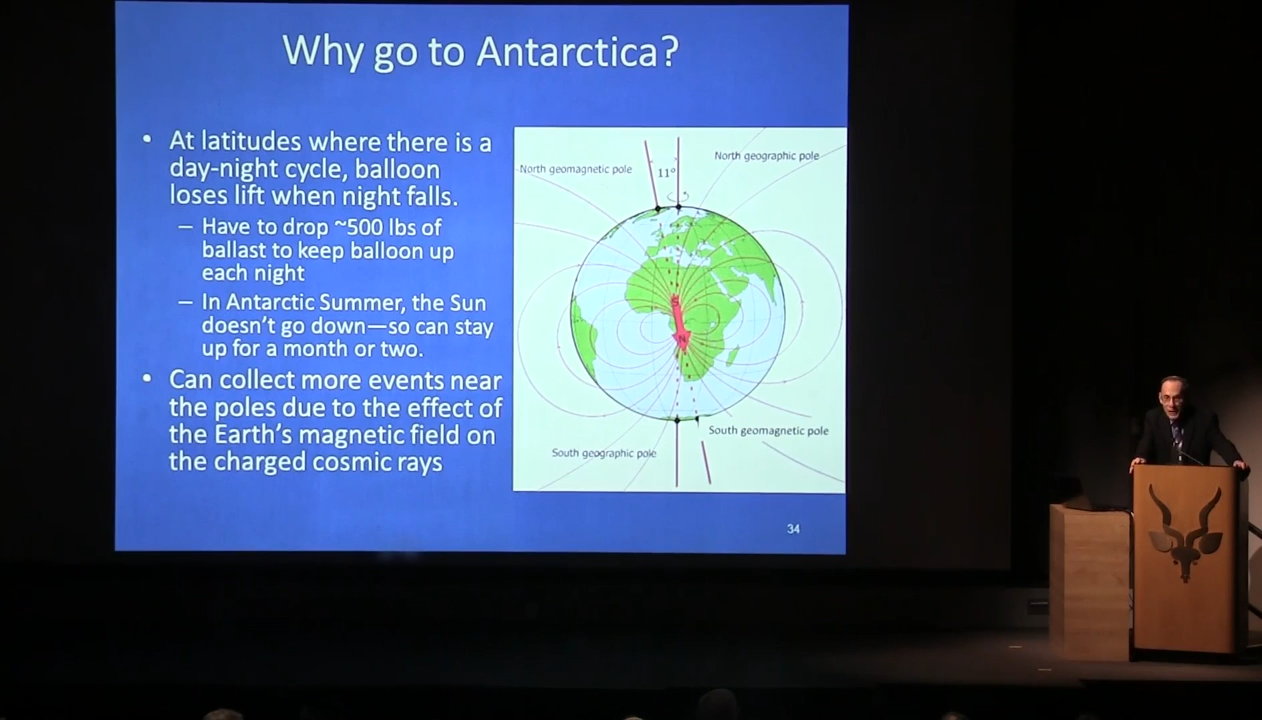 Why go to Antarctica?
• At latitudes where there is a
day-night cycle, balloon
loses lift when night falls.
– Have to drop ~500 lbs of
ballast to keep balloon up
each night
– In Antarctic Summer, the Sun
doesn't go down—so can stay
up for a month or two.
• Can collect more events near
the poles due to the effect of
the Earth's magnetic field on
the charged cosmic rays
North geomagnetic pole
11°
North geographic pole
S
N
South geomagnetic pole
South geographic pole
34